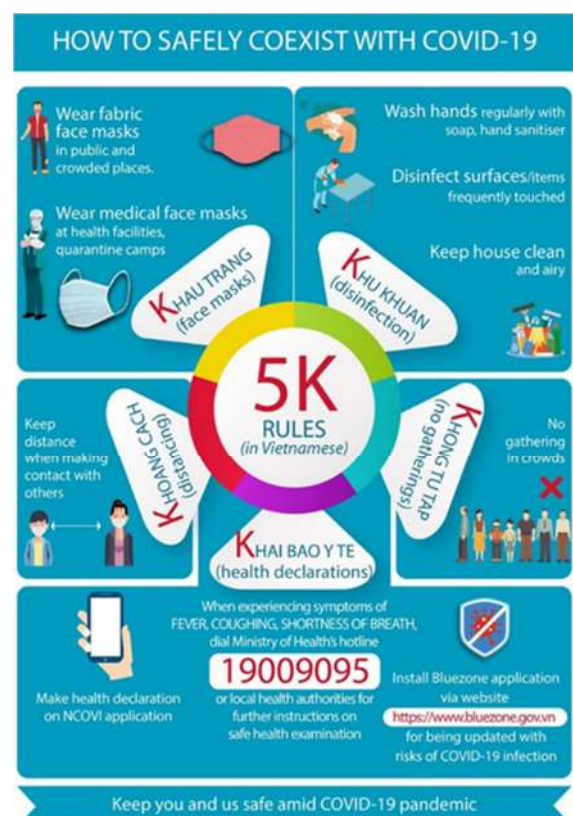 HOW TO SAFELY COEXIST WITH COVID-19
Wear fabric
face masks
in public and
crowded places.
Wear medical face masks
at health facilities,
quarantine camps
KHAU TRANG
(face masks)
Wash hands regularly with
soap, hand sanitiser
Disinfect surfaces/items
frequently touched
Keep house clean
and airy
KHU KHUAN
(disinfection)
5K
RULES
(in Vietnamese)
Keep
distance
when making
contact with
others
KHOANG CACH
(distancing)
KHONG TU TAP
(no gatherings)
No
gathering
in crowds
KHAI BAO Y TE
(health declarations)
Make health declaration
on NCOVI application
When experiencing symptoms of
FEVER, COUGHING, SHORTNESS OF BREATH,
dial Ministry of Health's hotline
19009095
or local health authorities for
further instructions on
safe health examination
Install Bluezone application
via website
https://www.bluezone.gov.vn
for being updated with
risks of COVID-19 infection
Keep you and us safe amid COVID-19 pandemic